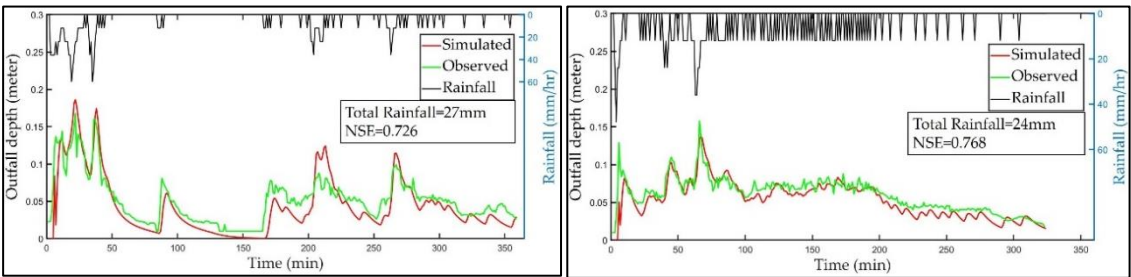 0.3
0.25
0.2
0.15
0.1
0.05
0
Outfall depth (meter)
0
50
100
150
200
250
300
350
Time (min)
0
20
40
60
Rainfall (mm/hr)
Simulated
Observed
Rainfall
Total Rainfall=27mm
NSE=0.726
0.3
0.25
0.2
0.15
0.1
0.05
0
Outfall depth (meter)
0
50
100
150
200
250
300
350
Time (min)
0
20
40
60
Rainfall (mm/hr)
Simulated
Observed
Rainfall
Total Rainfall=24mm
NSE=0.768